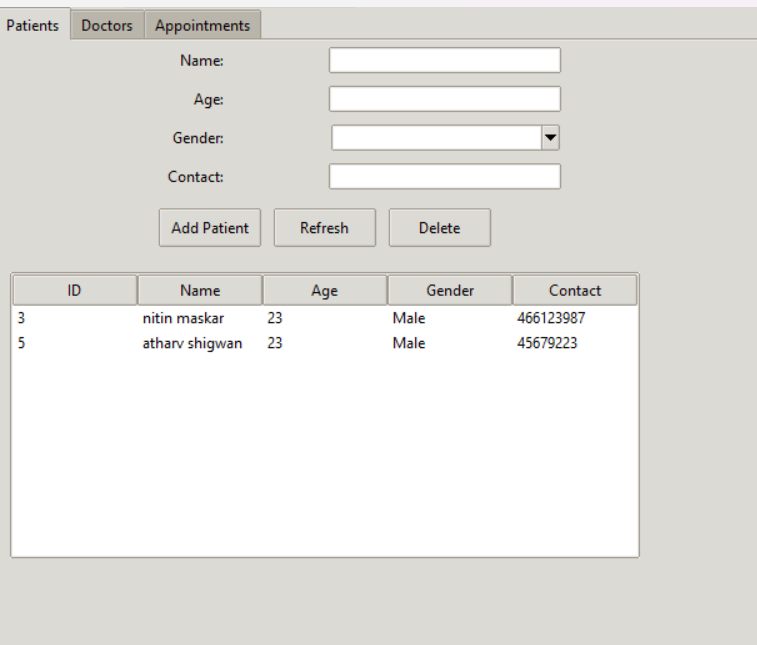 Patients Doctors Appointments
Name:
Age:
Gender:
Contact:
Add Patient Refresh Delete
ID Name Age Gender Contact
3 nitin maskar 23 Male 466123987
5 atharv shigwan 23 Male 45679223